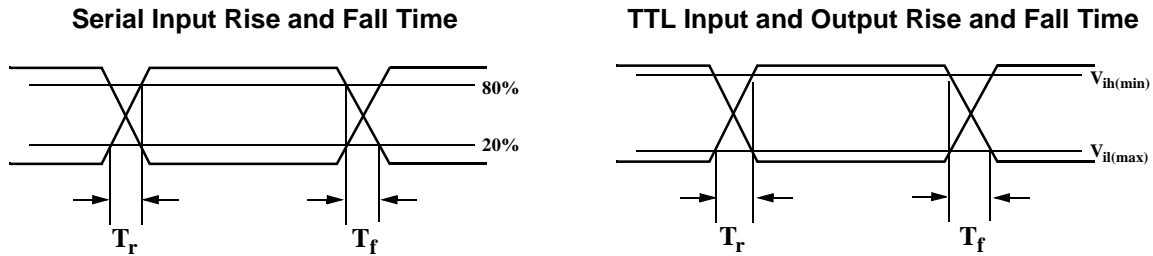 Serial Input Rise and Fall Time
80%
20%
Tr
Tf
TTL Input and Output Rise and Fall Time
Vih(min)
Vil(max)
Tr
Tf